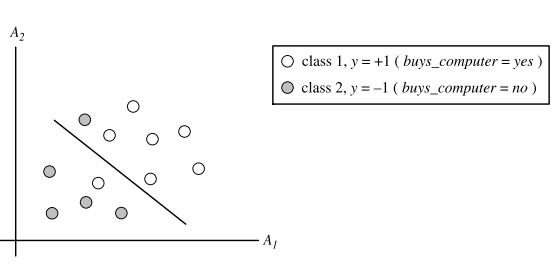 A2
class 1, y = +1 ( buys_computer = yes )
class 2, y = –1 ( buys_computer = no )
A1